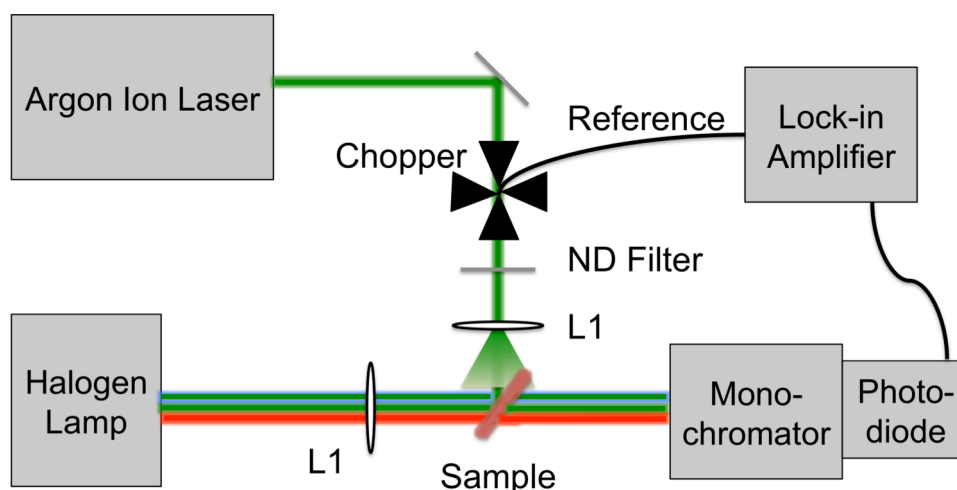 Argon Ion Laser
Chopper
Reference
Lock-in
Amplifier
ND Filter
L1
Halogen
Lamp
L1
Sample
Mono-
chromator
Photo-
diode